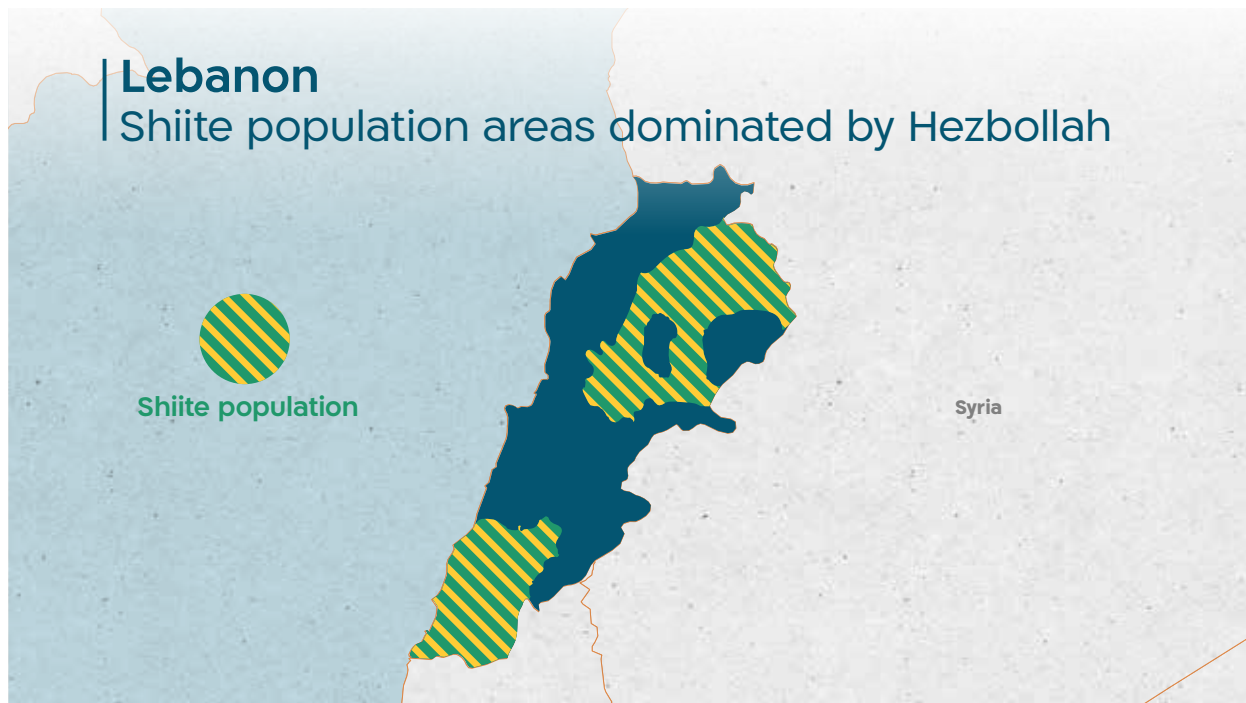 Lebanon
Shiite population areas dominated by Hezbollah
Shiite population
Syria